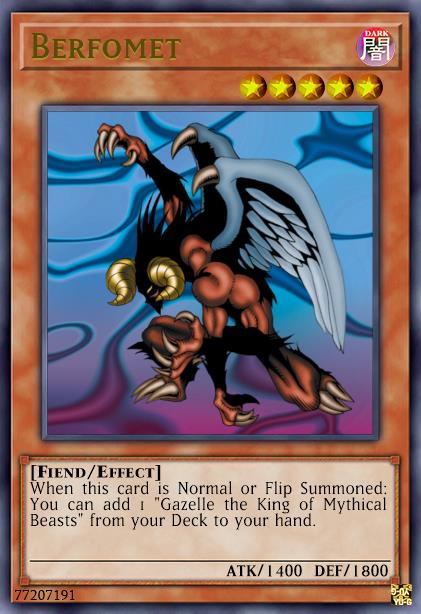 Berfomet
DARK
闇
[Fiend/Effect]
When this card is Normal or Flip Summoned:
You can add 1 "Gazelle the King of Mythical
Beasts" from your Deck to your hand.
ATK/1400 DEF/1800
77207191